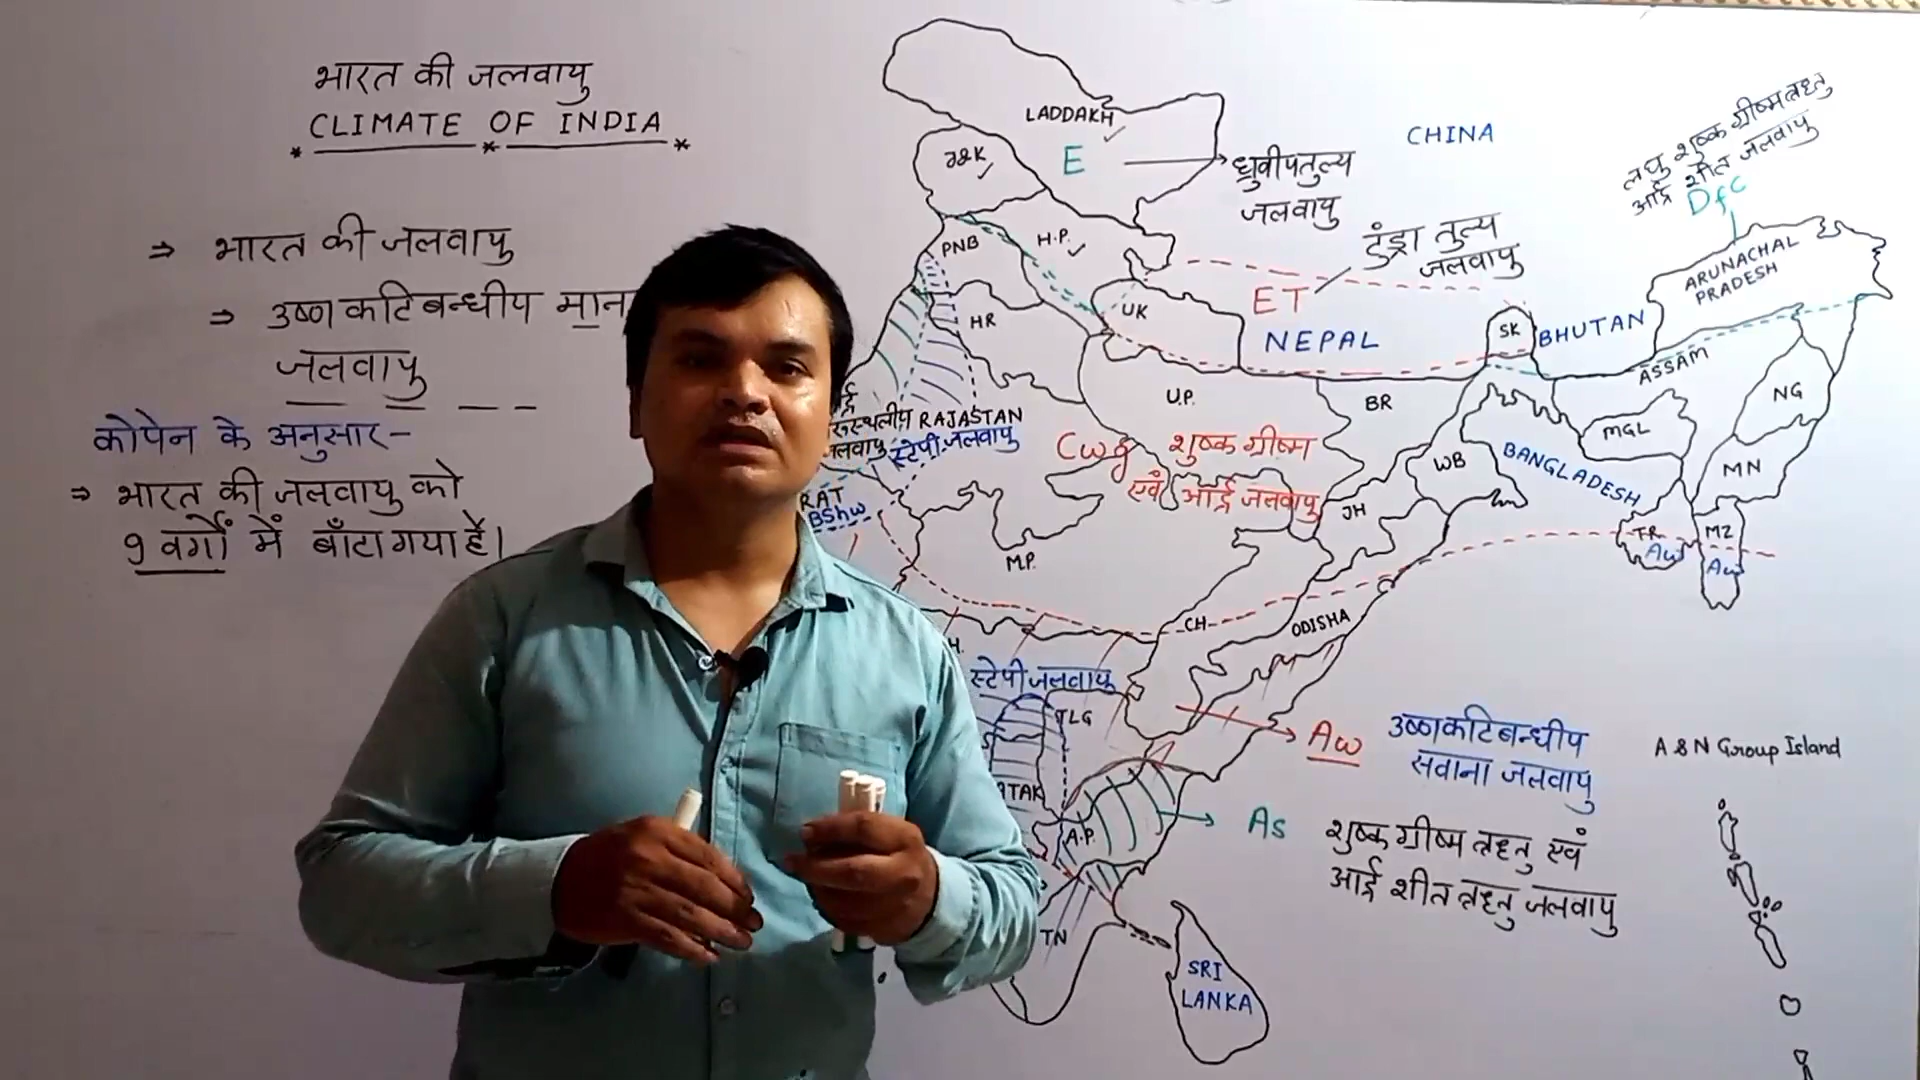 भारत की जलवायु
CLIMATE OF INDIA
⇒ भारत की जलवायु
⇒ उष्ण कटिबन्धीय
जलवायु
कोपेन के अनुसार-
⇒ भारत की जलवायु को
9 वर्गों में बाँटा गया है।
LADDAKH
J&K
E
ध्रुवीय तुल्य
जलवायु
CHINA
लघु शुष्क ग्रीष्म ऋतु
आर्द्र शीत जलवायु
Dfc
PNB
H.P.
टुंड्रा तुल्य
जलवायु
ARUNACHAL
PRADESH
HR
UK
ET
NEPAL
SK
BHUTAN
ASSAM
RAJASTAN
स्टेपी जलवायु
U.P.
BR
MGL
NG
Cwg शुष्क ग्रीष्म
एवं आर्द्र जलवायु
WB
BANGLADESH
MN
BShw
JH
M.P.
TR
Aw
MZ
Aw
CH
ODISHA
स्टेपी जलवायु
TLG
Aw
उष्णकटिबन्धीय
सवाना जलवायु
A & N Group Island
A.P.
As
शुष्क ग्रीष्म ऋतु एवं
आर्द्र शीत ऋतु जलवायु
TN
SRI
LANKA